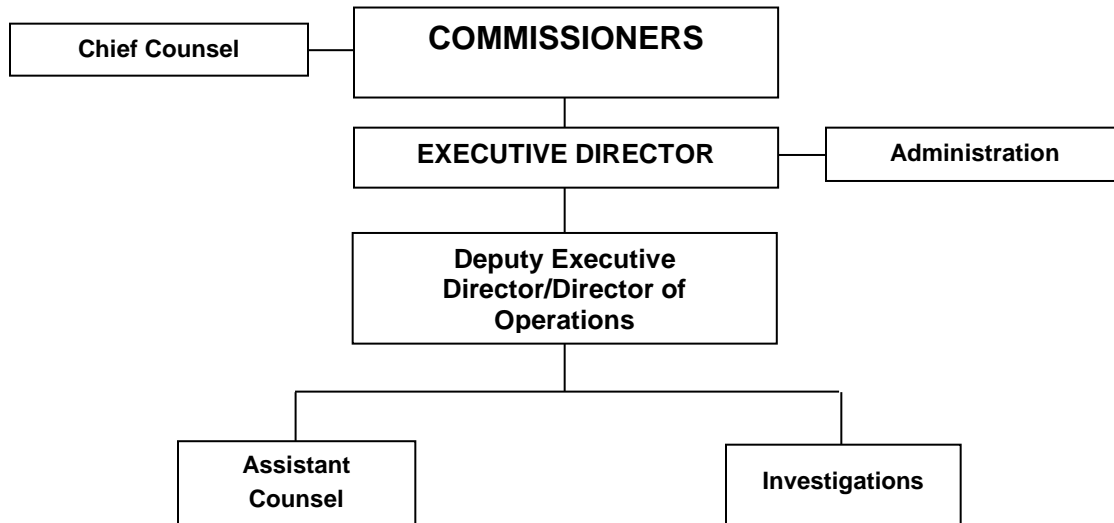 COMMISSIONERS
Chief Counsel
EXECUTIVE DIRECTOR
Administration
Deputy Executive
Director/Director of
Operations
Assistant
Counsel
Investigations